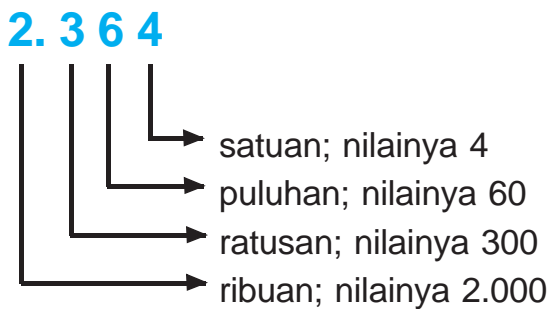 2. 3 6 4
satuan; nilainya 4
puluhan; nilainya 60
ratusan; nilainya 300
ribuan; nilainya 2.000